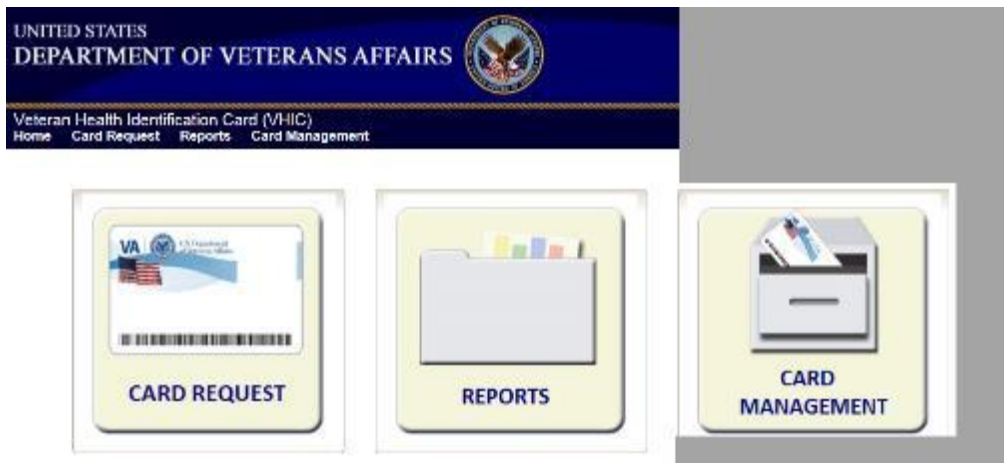 UNITED STATES
DEPARTMENT OF VETERANS AFFAIRS
Veteran Health Identification Card (VHIC)
Home Card Request Reports Card Management
VA
CARD REQUEST
REPORTS
CARD
MANAGEMENT